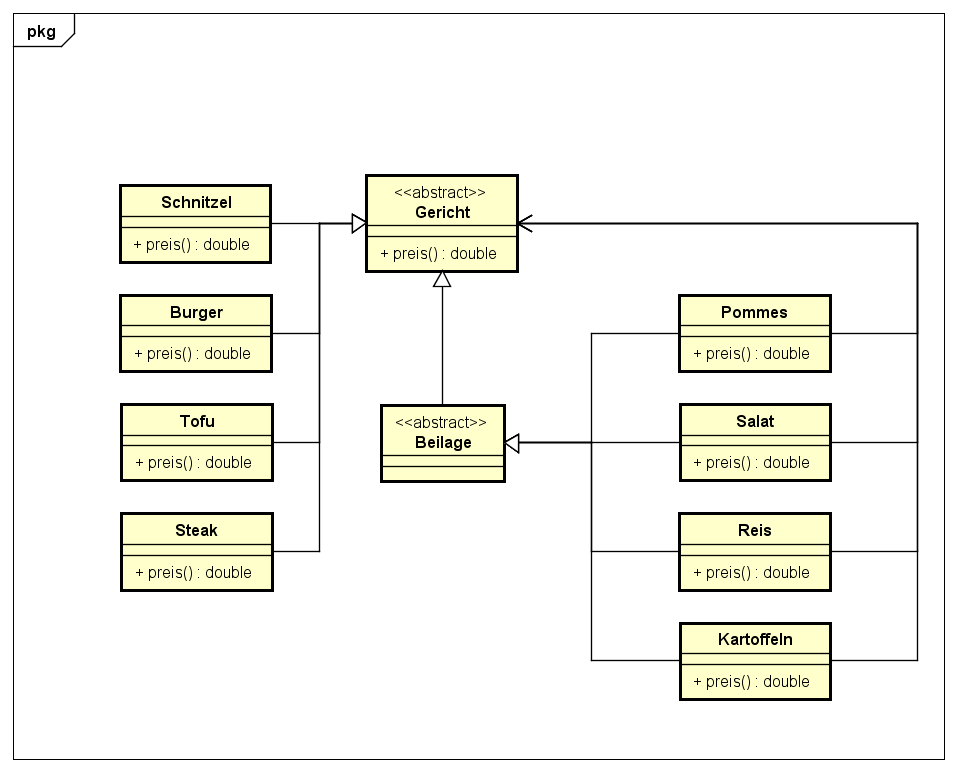 pkg
Schnitzel
+ preis() : double
<<abstract>>
Gericht
+ preis() : double
Burger
+ preis() : double
Pommes
+ preis() : double
Tofu
+ preis() : double
<<abstract>>
Beilage
Salat
+ preis() : double
Steak
+ preis() : double
Reis
+ preis() : double
Kartoffeln
+ preis() : double